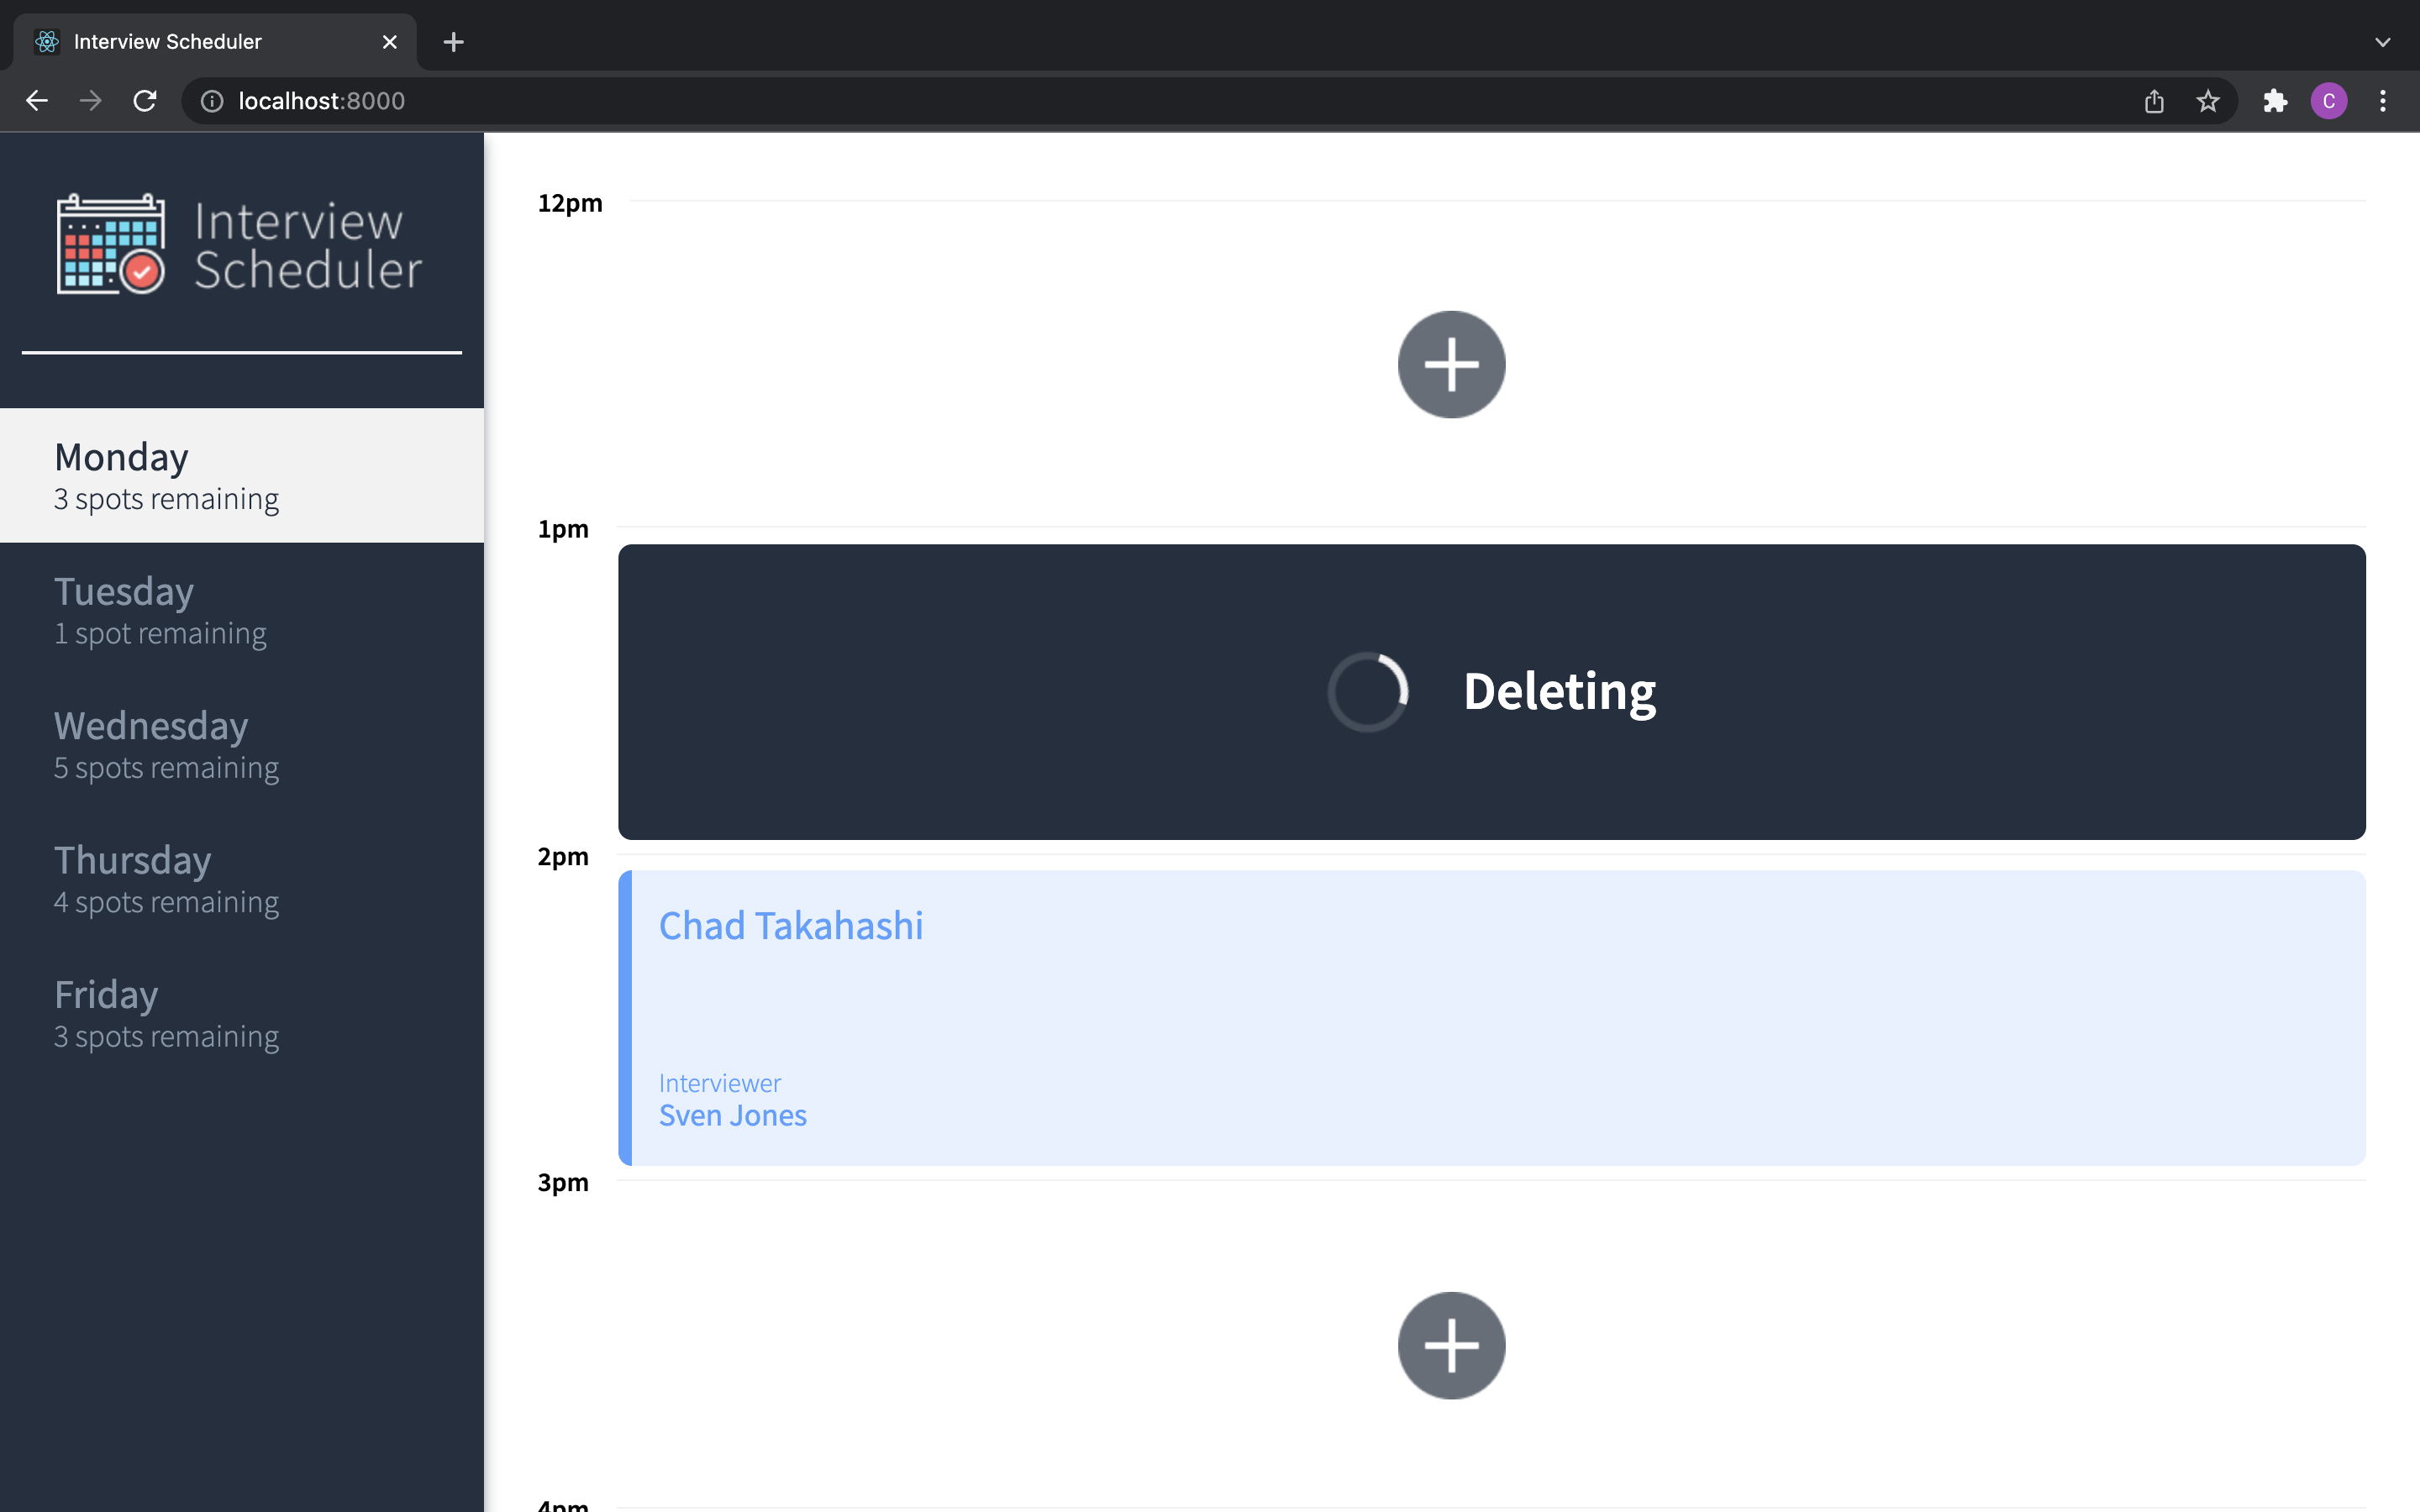 Interview Scheduler
localhost:8000
C
Interview
Scheduler
Monday
3 spots remaining
Tuesday
1 spot remaining
Wednesday
5 spots remaining
Thursday
4 spots remaining
Friday
3 spots remaining
12pm
1pm
Deleting
2pm
Chad Takahashi
Interviewer
Sven Jones
3pm
4pm